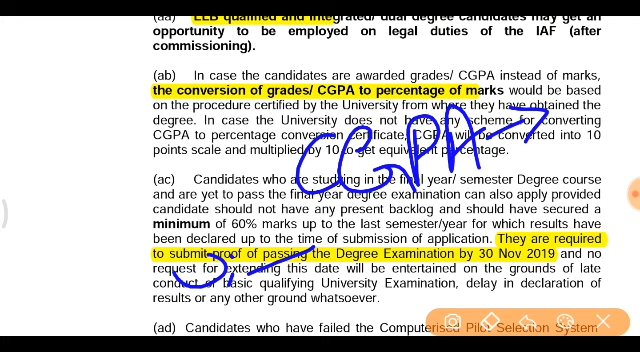 (aa) LLB qualified and integrated/ dual degree candidates may get an
opportunity to be employed on legal duties of the IAF (after
commissioning).
(ab) In case the candidates are awarded grades/ CGPA instead of marks,
the conversion of grades/ CGPA to percentage of marks would be based
on the procedure certified by the University from where they have obtained the
degree. In case the University does not have any scheme for converting
CGPA to percentage conversion certificate, CGPA will be converted into 10
points scale and multiplied by 10 to get equivalent percentage.
CGPA
(ac) Candidates who are studying in the final year/ semester Degree course
and are yet to pass the final year degree examination can also apply provided
candidate should not have any present backlog and should have secured a
minimum of 60% marks up to the last semester/year for which results have
been declared up to the time of submission of application. They are required
to submit proof of passing the Degree Examination by 30 Nov 2019 and no
request for extending this date will be entertained on the grounds of late
conduct of basic qualifying University Examination, delay in declaration of
results or any other ground whatsoever.
(ad) Candidates who have failed the Computerised Pilot Selection System